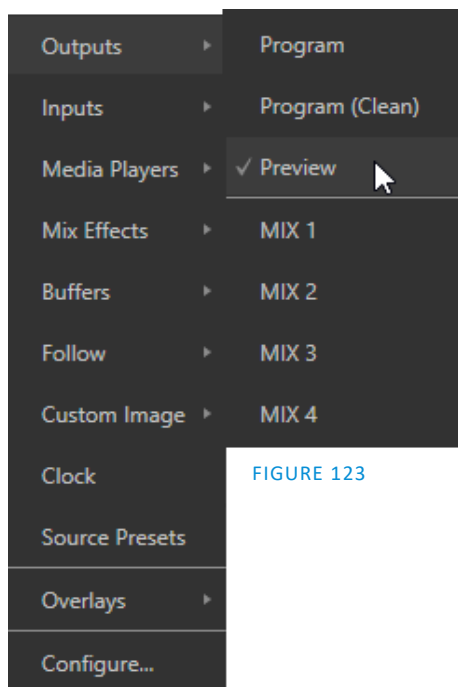 Outputs
Inputs
Media Players
Mix Effects
Buffers
Follow
Custom Image
Clock
Source Presets
Overlays
Configure...
Program
Program (Clean)
Preview
MIX 1
MIX 2
MIX 3
MIX 4
FIGURE 123